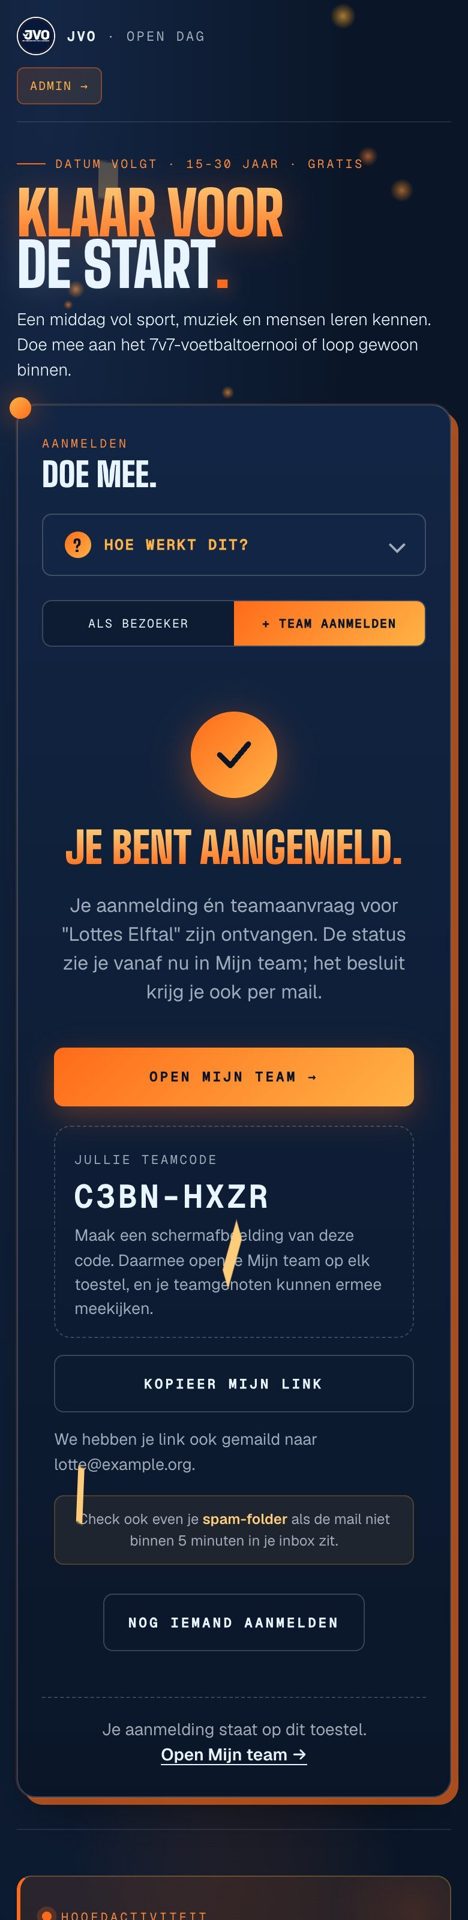 JVO
JVO · OPEN DAG
ADMIN →
DATUM VOLGT · 15-30 JAAR · GRATIS
KLAAR VOOR
DE START.
Een middag vol sport, muziek en mensen leren kennen.
Doe mee aan het 7v7-voetbaltoernooi of loop gewoon
binnen.
AANMELDEN
DOE MEE.
? HOE WERKT DIT?
ALS BEZOEKER
+ TEAM AANMELDEN
JE BENT AANGEMELD.
Je aanmelding én teamaanvraag voor
"Lottes Elftal" zijn ontvangen. De status
zie je vanaf nu in Mijn team; het besluit
krijg je ook per mail.
OPEN MIJN TEAM →
JULLIE TEAMCODE
C3BN-HXZR
Maak een schermafbeelding van deze
code. Daarmee open je Mijn team op elk
toestel, en je teamgenoten kunnen ermee
meekijken.
KOPIEER MIJN LINK
We hebben je link ook gemaild naar
lotte@example.org.
Check ook even je spam-folder als de mail niet
binnen 5 minuten in je inbox zit.
NOG IEMAND AANMELDEN
Je aanmelding staat op dit toestel.
Open Mijn team →
HOOFDACTIVITEIT